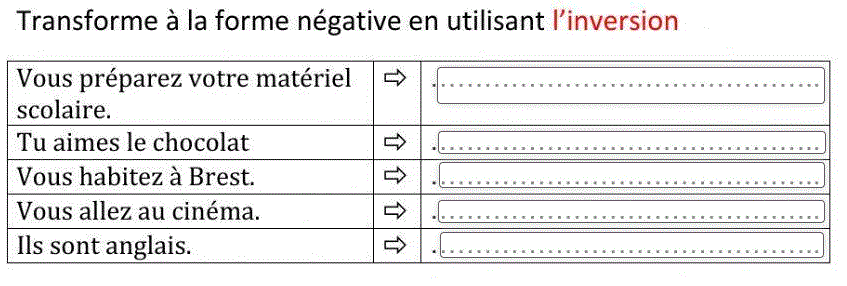 Transforme à la forme négative en utilisant l'inversion
Vous préparez votre matériel
scolaire.
⇨
Tu aimes le chocolat
⇨
Vous habitez à Brest.
⇨
Vous allez au cinéma.
⇨
Ils sont anglais.
⇨